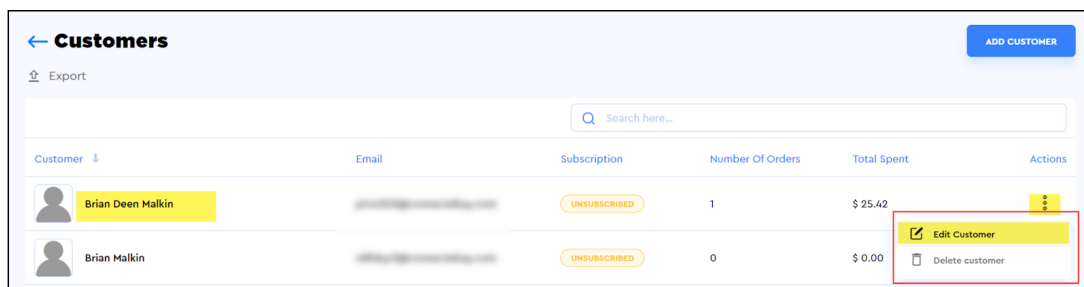 Customers
ADD CUSTOMER
Export
Search here...
Customer Email Subscription Number Of Orders Total Spent Actions
Brian Deen Malkin UNSUBSCRIBED 1 $ 25.42
Edit Customer
Brian Malkin UNSUBSCRIBED 0 $ 0.00
Delete customer